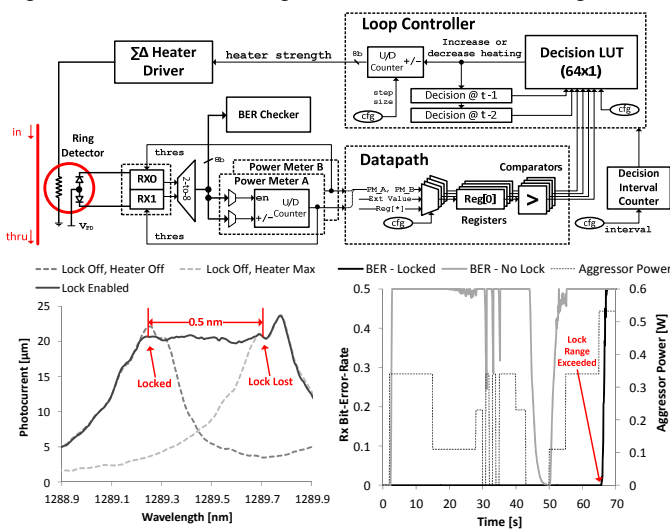 Loop Controller
ΣΔ Heater
Driver
heater strength
8b
U/D
Counter
+/-
Increase or
decrease heating
Decision LUT
(64x1)
step
size
cfg
Decision @ t-1
Decision @ t-2
cfg
cfg
BER Checker
in
Ring
Detector
thres
8b
RX0
RX1
2-to-8
V_PD
thru
thres
Power Meter B
Power Meter A
en
+/-
U/D
Counter
Datapath
PM_A, PM_B
Ext Value
Reg[*]
cfg
Reg[0]
Registers
Comparators
>
Decision
Interval
Counter
cfg
interval
Lock Off, Heater Off
Lock Off, Heater Max
Lock Enabled
Photocurrent [µm]
25
20
15
10
5
0
0.5 nm
Locked
Lock Lost
1288.9
1289.1
1289.3
1289.5
1289.7
1289.9
Wavelength [nm]
BER - Locked
BER - No Lock
Aggressor Power
Rx Bit-Error-Rate
0.5
0.4
0.3
0.2
0.1
0
Lock
Range
Exceeded
0.6
0.5
0.4
0.3
0.2
0.1
0
Aggressor Power [W]
0
10
20
30
40
50
60
70
Time [s]